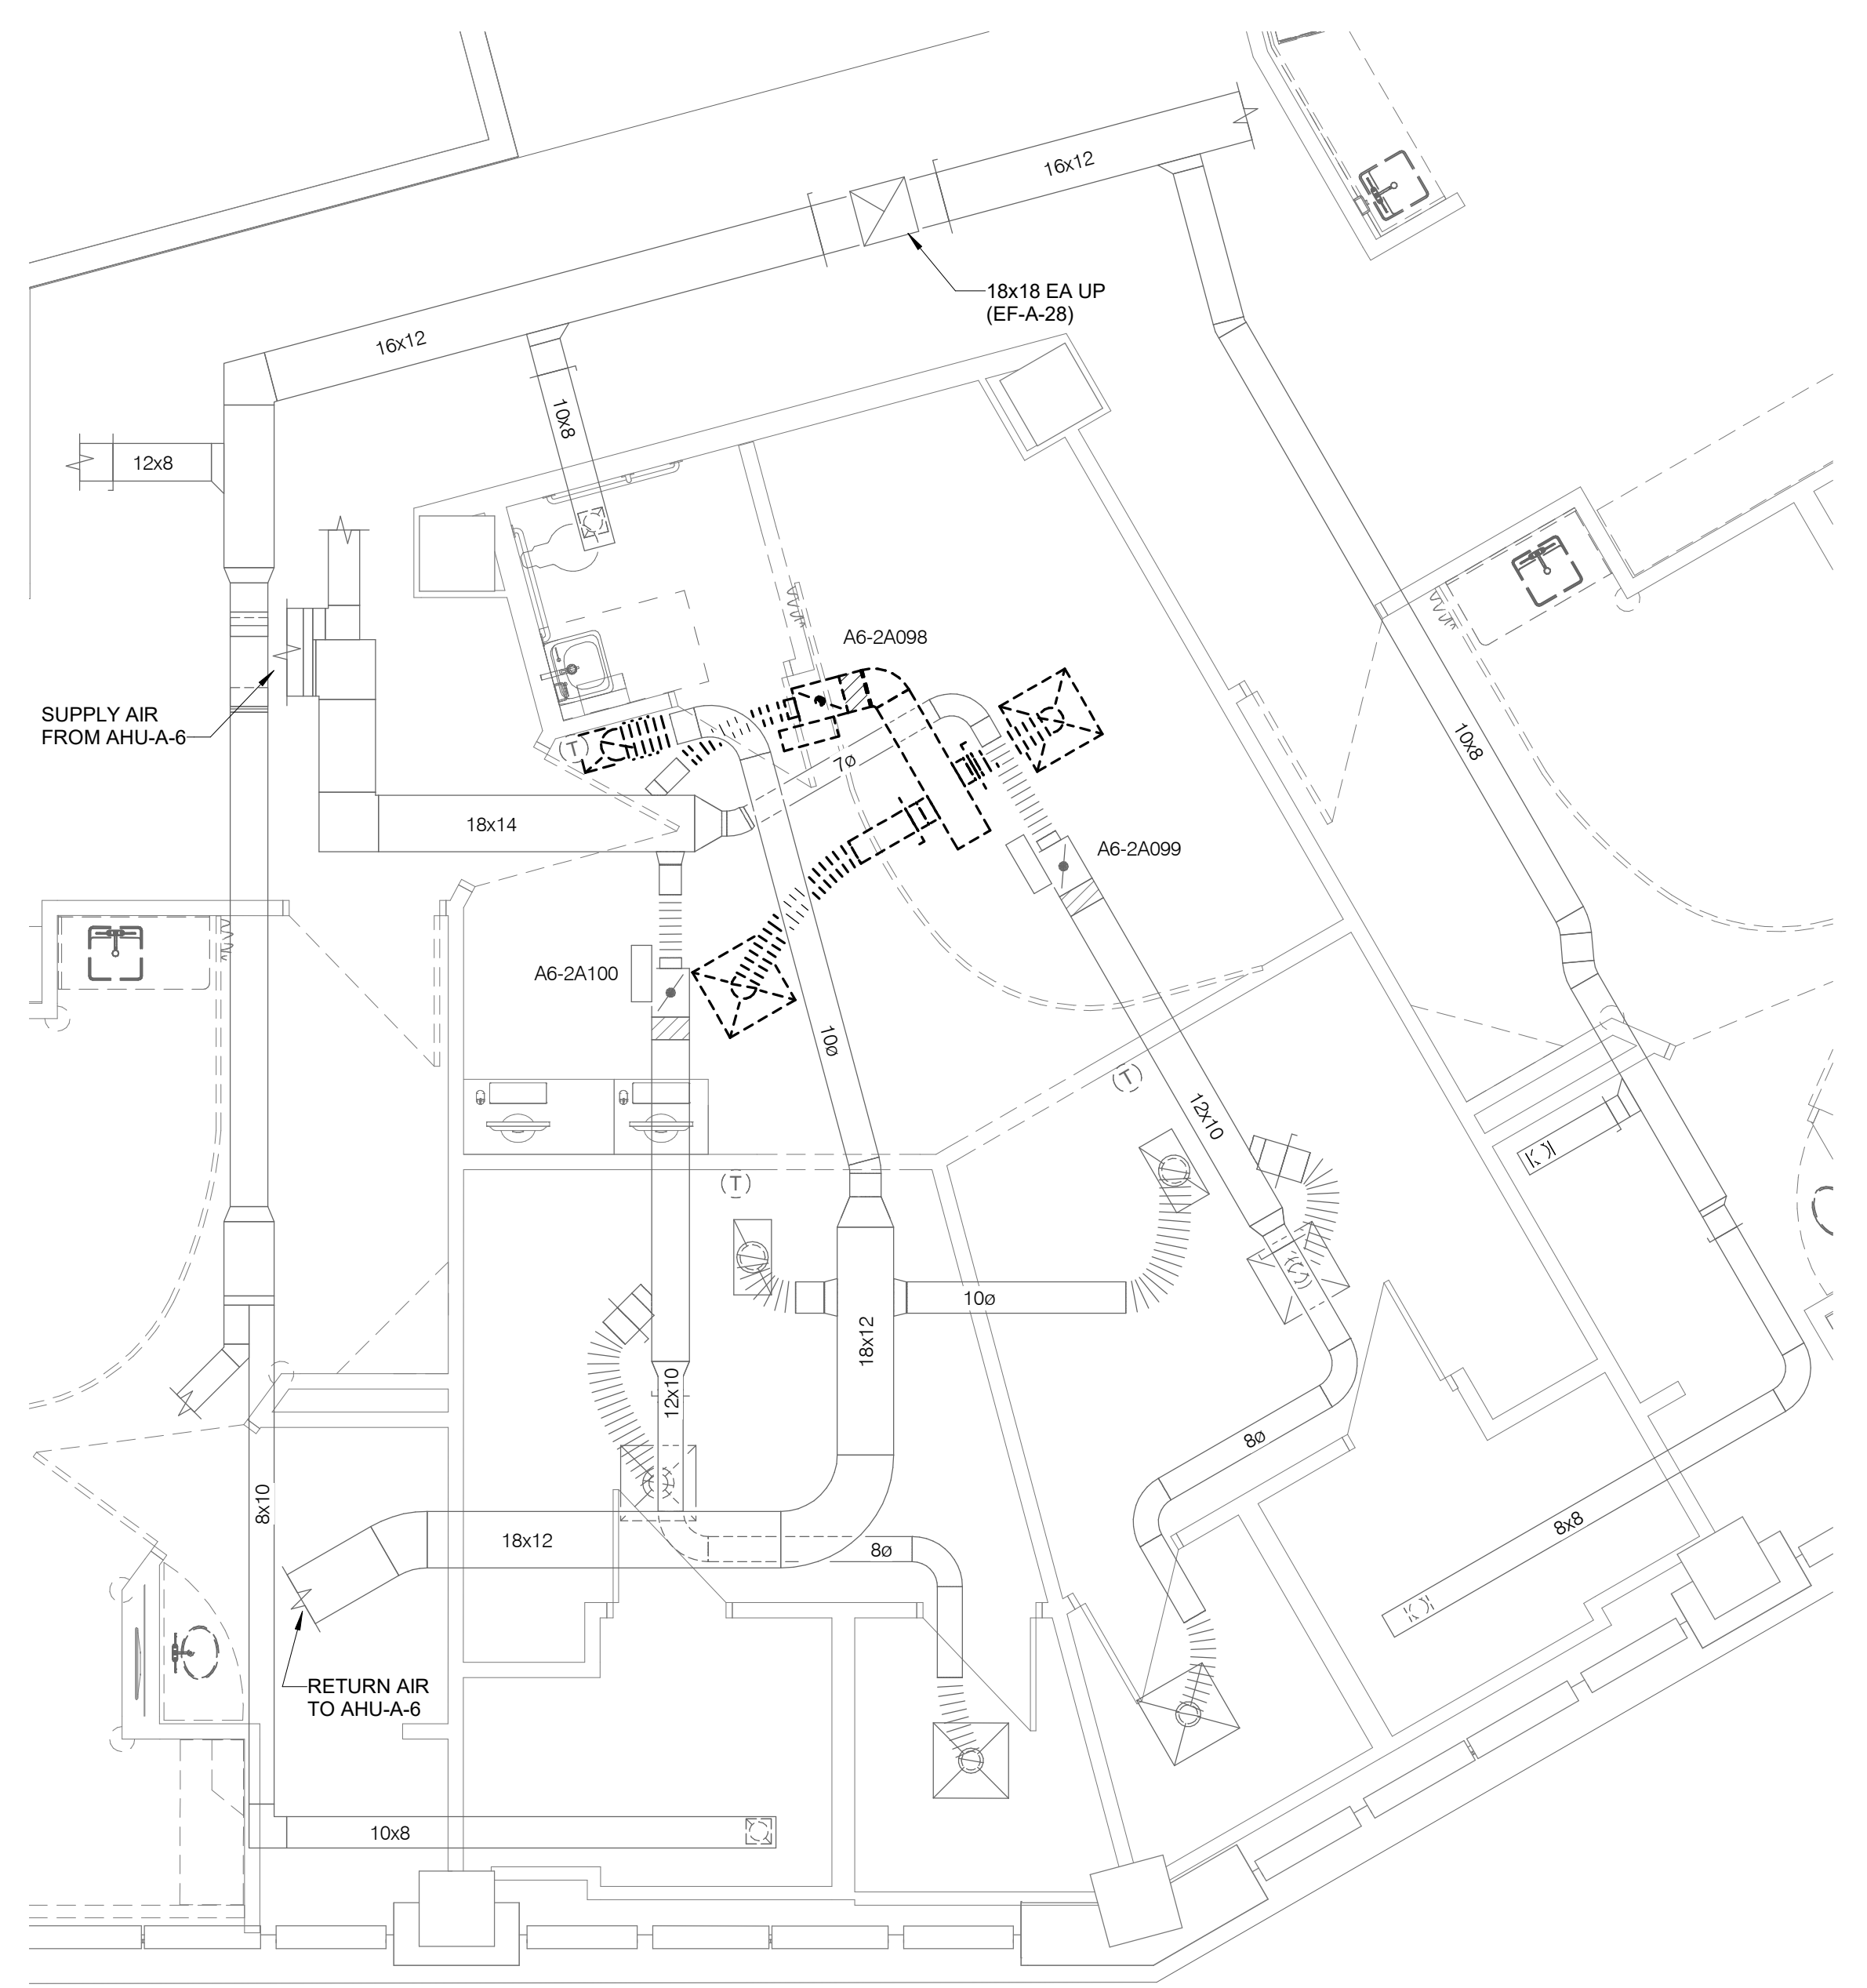 16x12
18x18 EA UP
(EF-A-28)
16x12
10x8
12x8
A6-2A098
SUPPLY AIR
FROM AHU-A-6
T
7ø
10x8
18x14
A6-2A099
A6-2A100
10ø
T
12x10
T
10ø
18x12
12x10
8ø
8x10
18x12
8ø
8x8
RETURN AIR
TO AHU-A-6
10x8